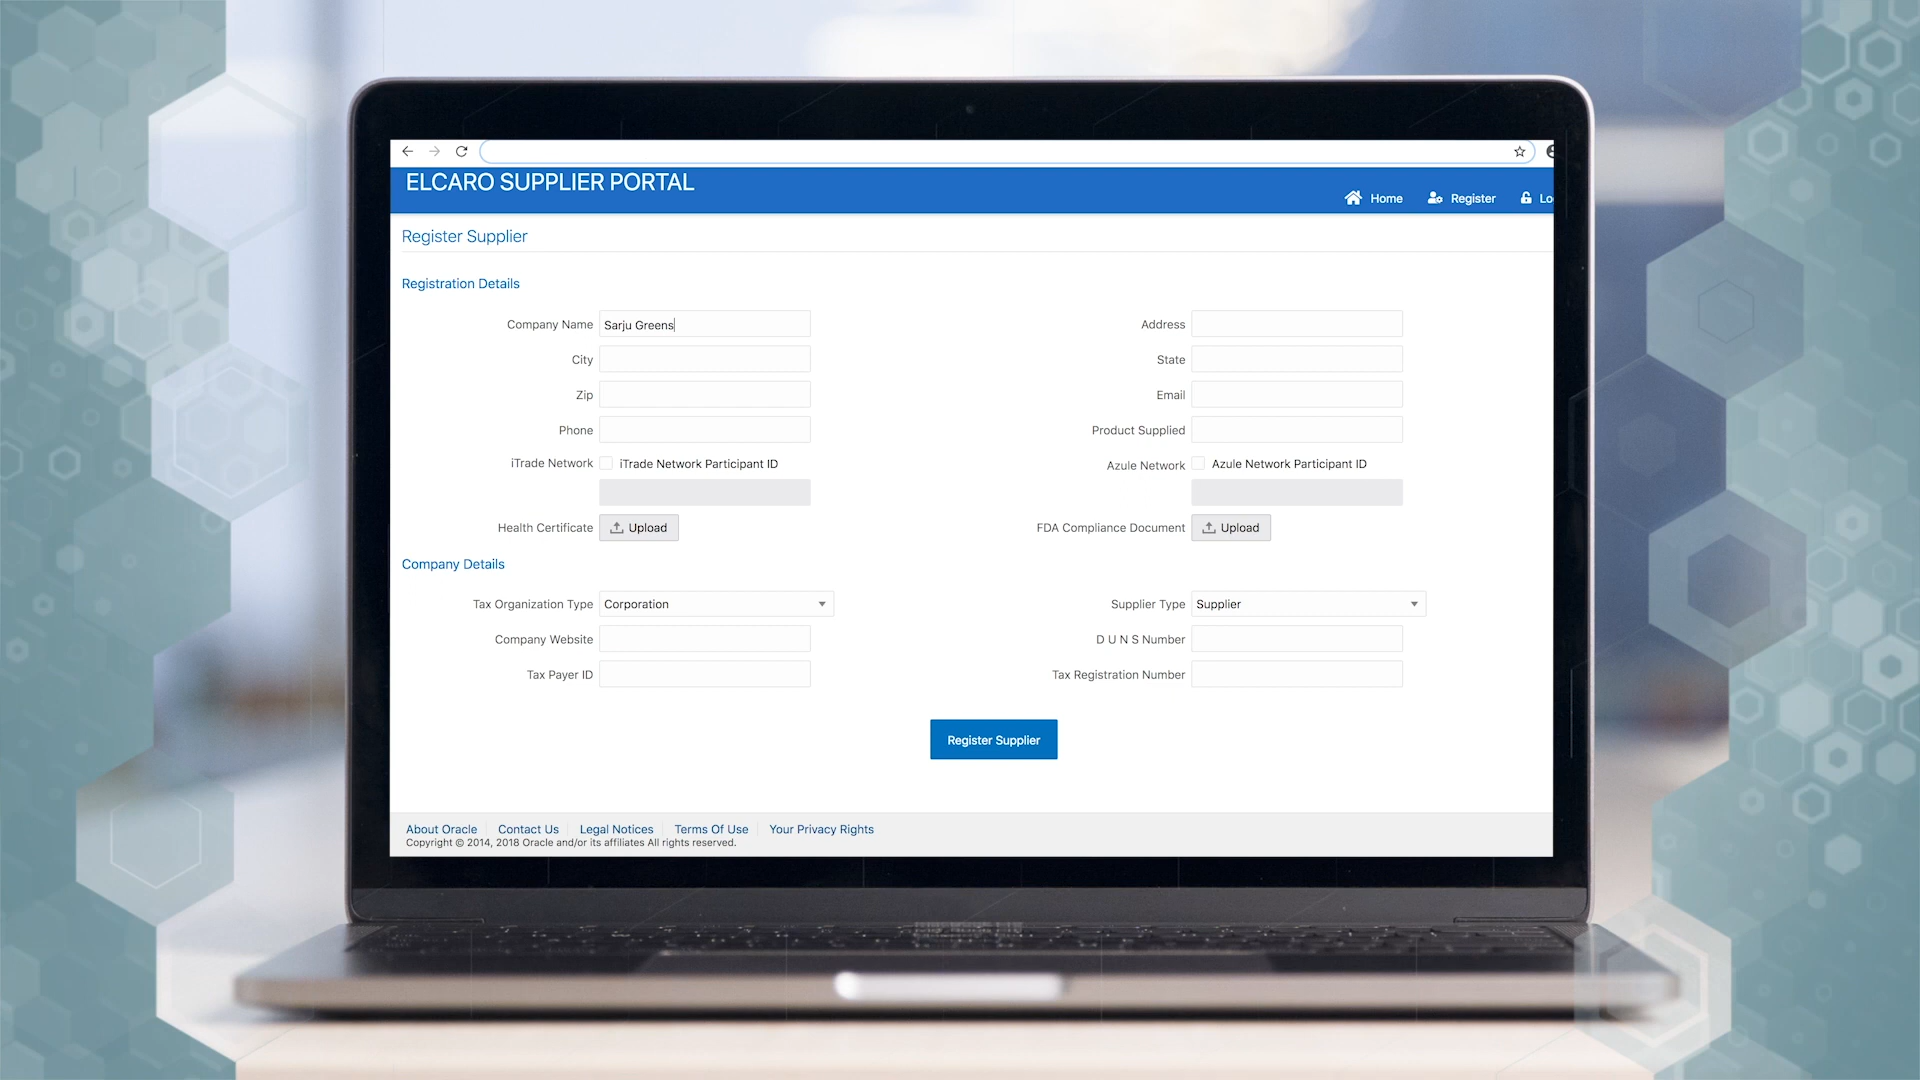 ELCARO SUPPLIER PORTAL
Home Register Lo
Register Supplier
Registration Details
Company Name Sarju Greens Address
City State
Zip Email
Phone Product Supplied
iTrade Network iTrade Network Participant ID Azule Network Azule Network Participant ID
Health Certificate Upload FDA Compliance Document Upload
Company Details
Tax Organization Type Corporation Supplier Type Supplier
Company Website D U N S Number
Tax Payer ID Tax Registration Number
Register Supplier
About Oracle Contact Us Legal Notices Terms Of Use Your Privacy Rights
Copyright © 2014, 2018 Oracle and/or its affiliates All rights reserved.